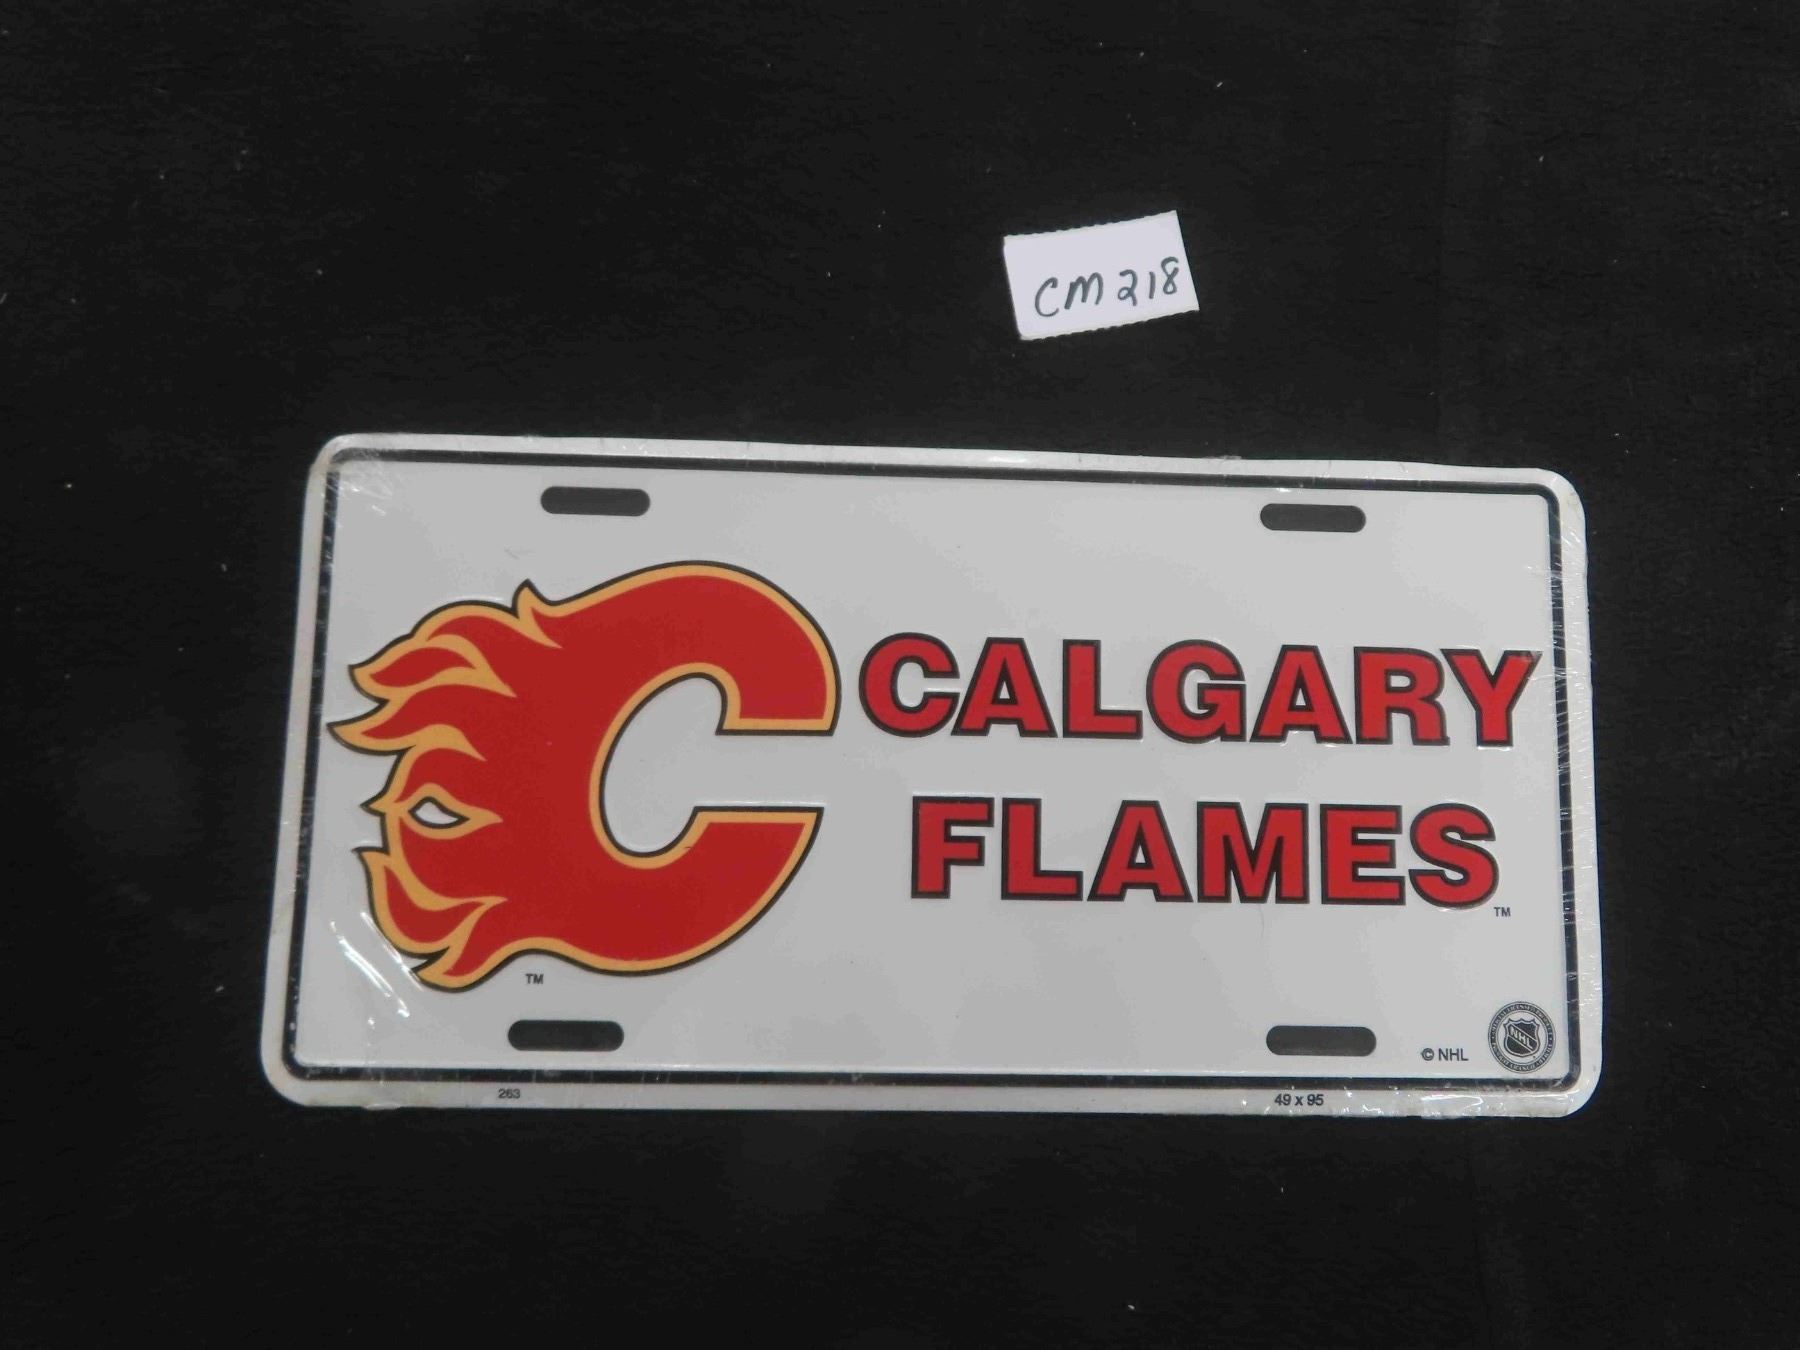 CM218
CALGARY
FLAMES
TM
TM
© NHL
NHL
263
49 x 95